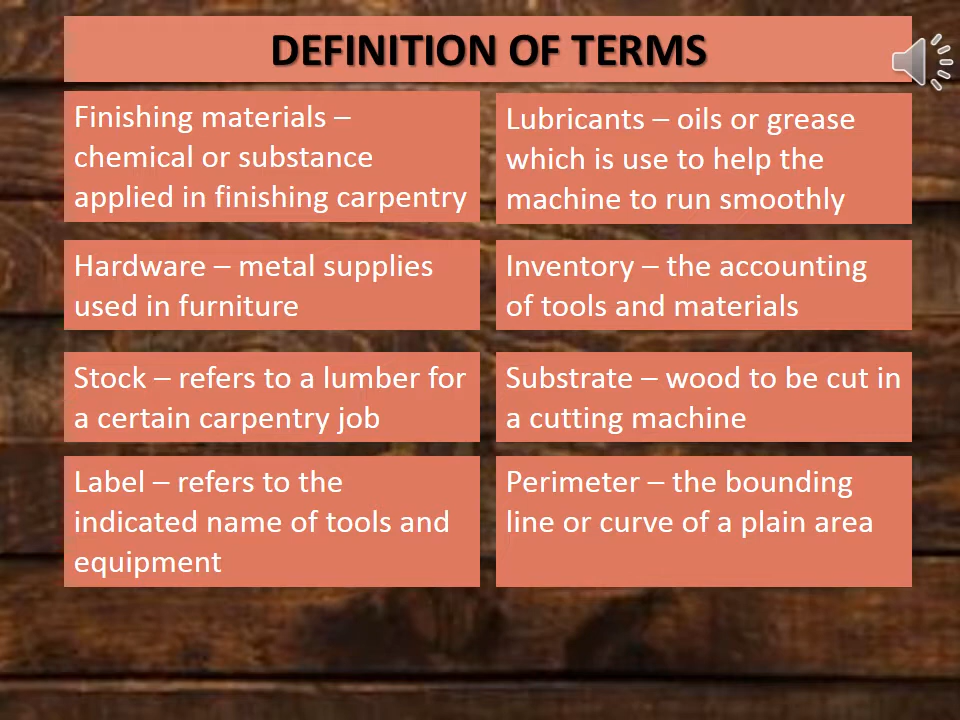 DEFINITION OF TERMS
Finishing materials –
chemical or substance
applied in finishing carpentry
Lubricants – oils or grease
which is use to help the
machine to run smoothly
Hardware – metal supplies
used in furniture
Inventory – the accounting
of tools and materials
Stock – refers to a lumber for
a certain carpentry job
Substrate – wood to be cut in
a cutting machine
Label – refers to the
indicated name of tools and
equipment
Perimeter – the bounding
line or curve of a plain area